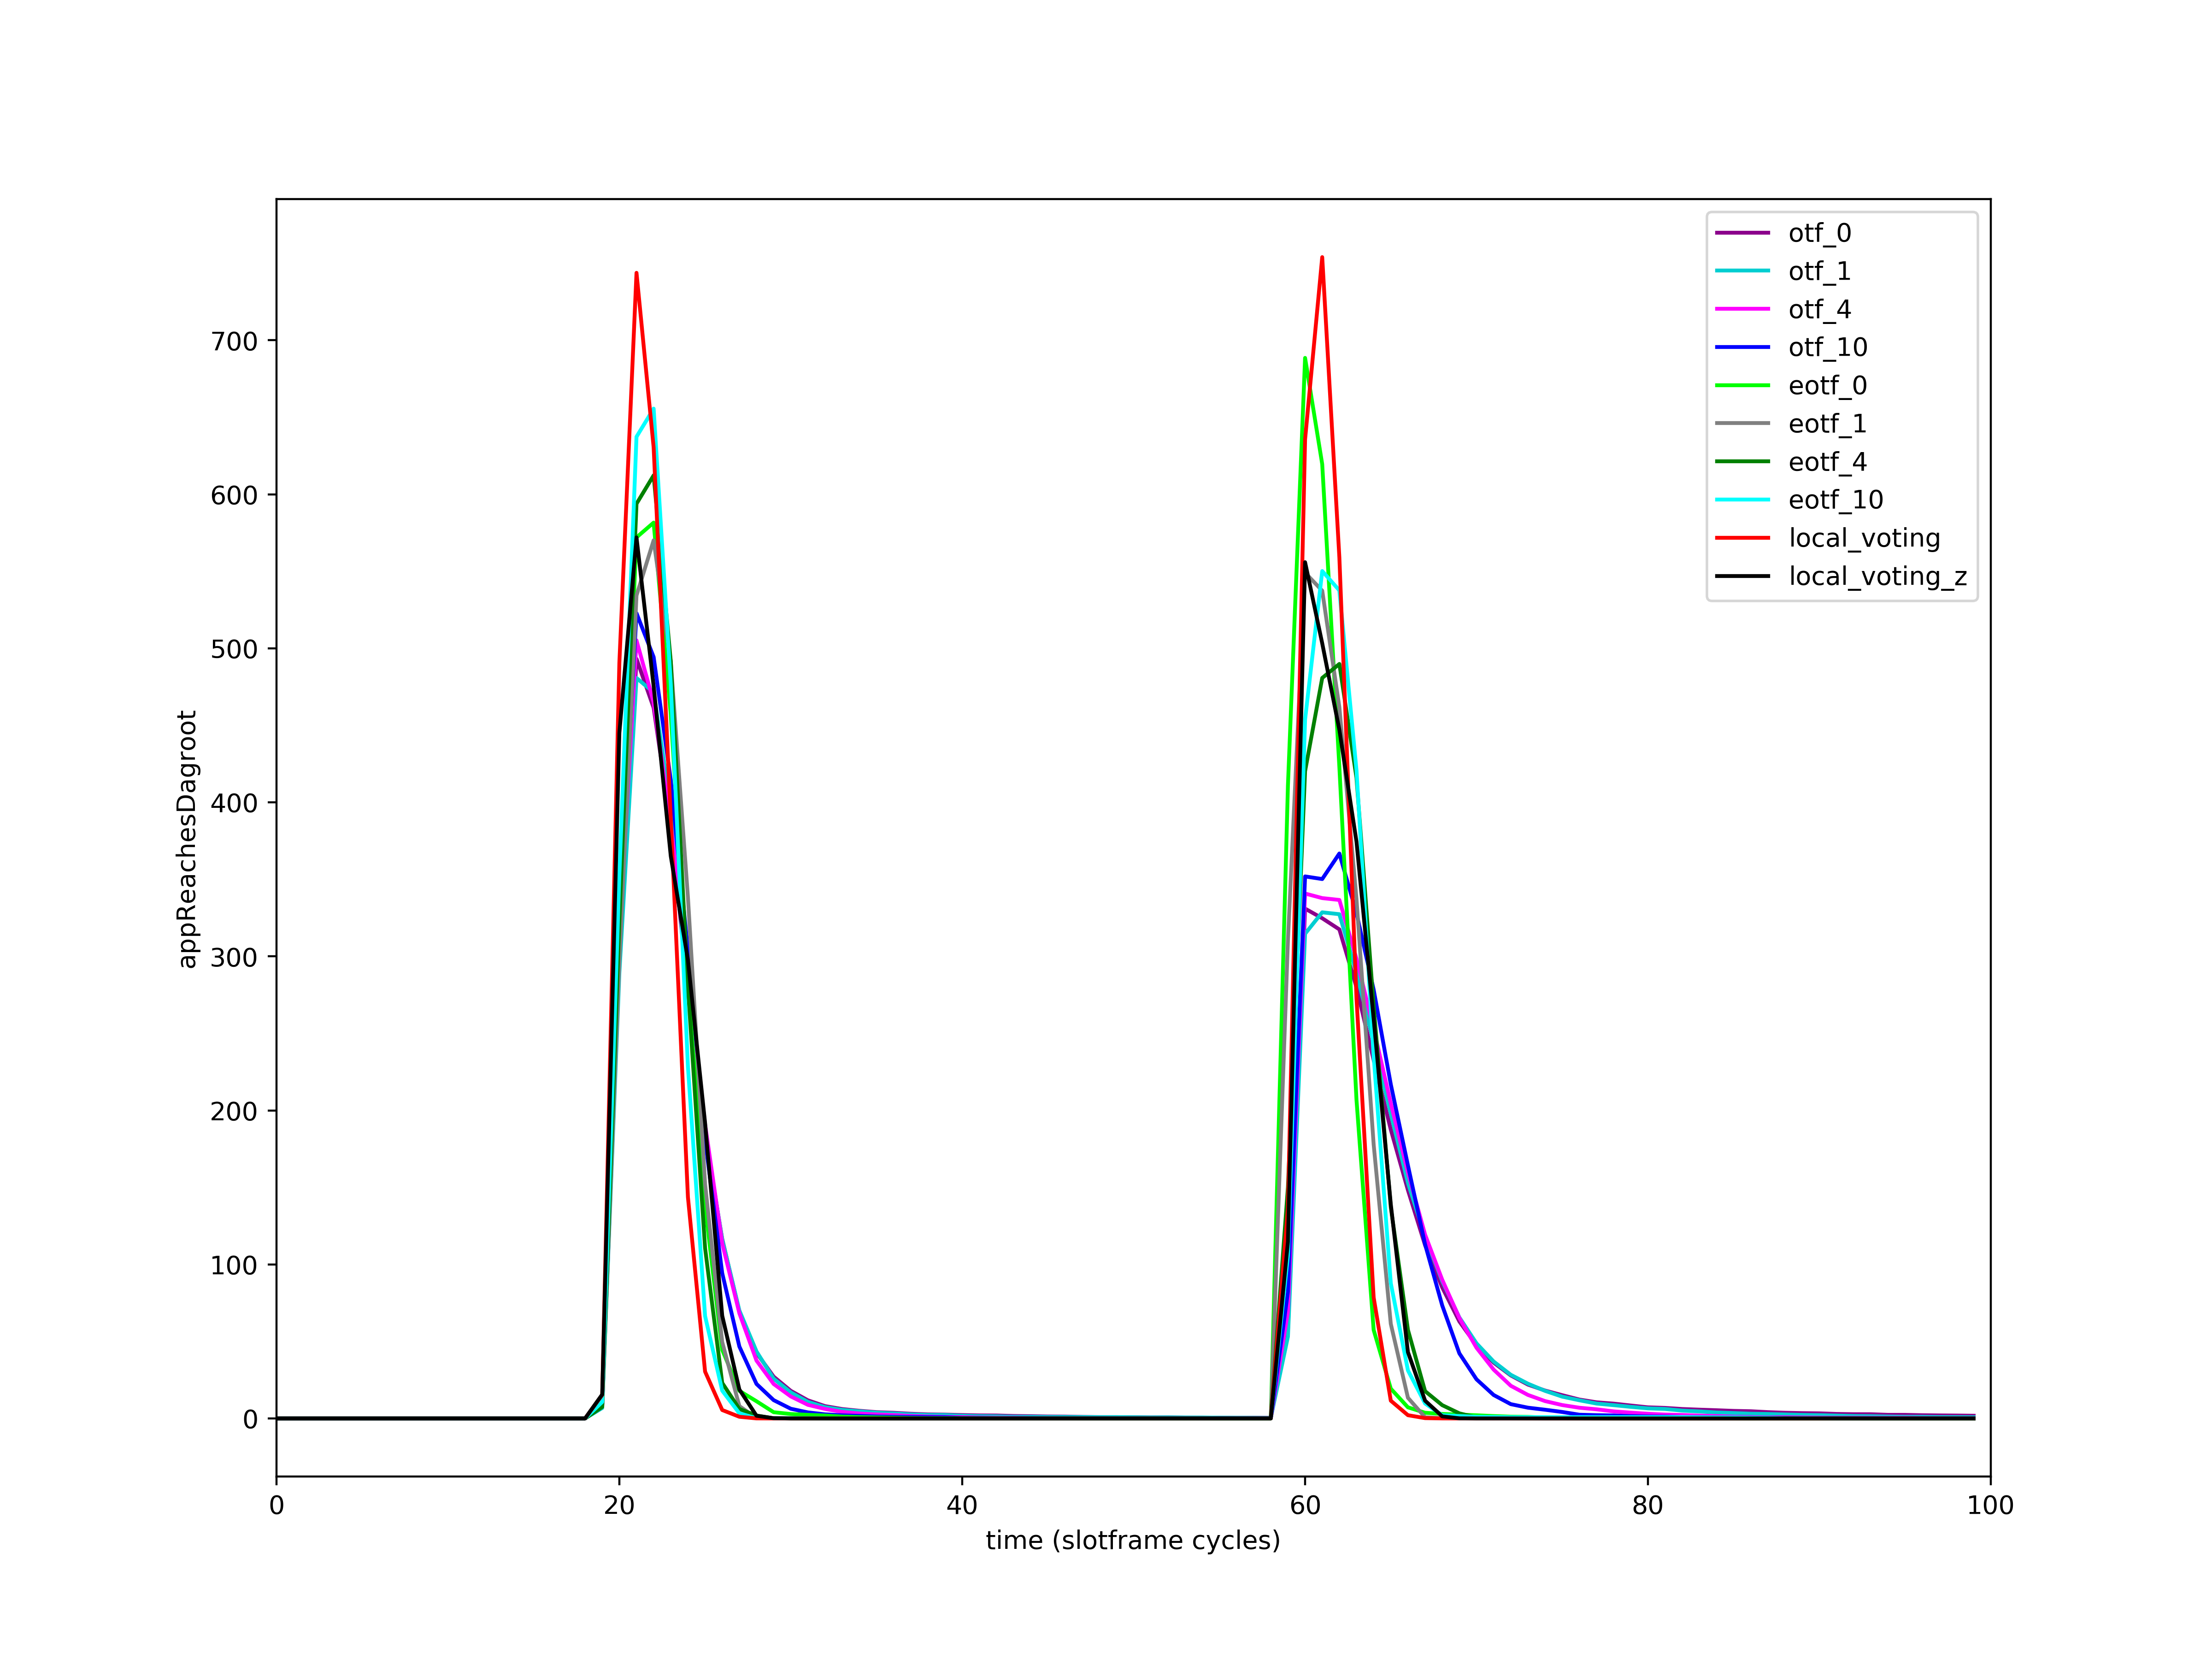 otf_0
otf_1
otf_4
otf_10
eotf_0
eotf_1
eotf_4
eotf_10
local_voting
local_voting_z
appReachesDagroot
700
600
500
400
300
200
100
0
0 20 40 60 80 100
time (slotframe cycles)